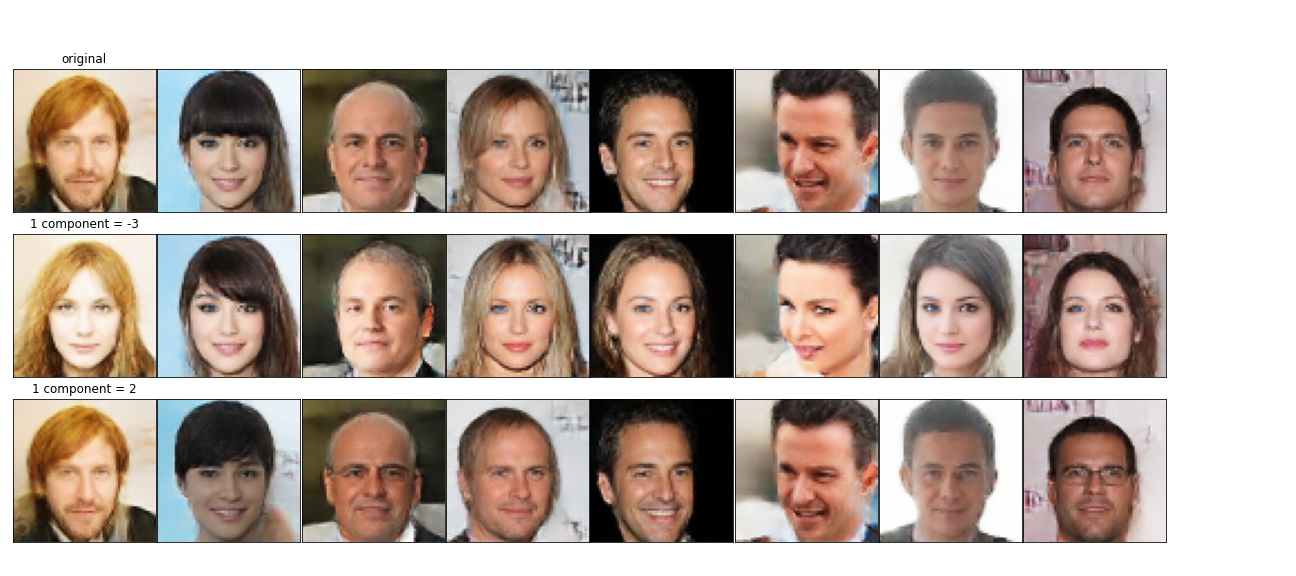 original
1 component = -3
1 component = 2